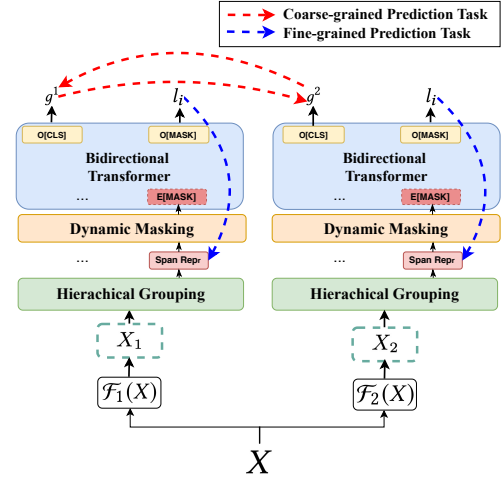 Coarse-grained Prediction Task
Fine-grained Prediction Task
g¹ lᵢ g² lᵢ
O[CLS] O[MASK] O[CLS] O[MASK]
Bidirectional Transformer Bidirectional Transformer
... E[MASK] ... E[MASK]
Dynamic Masking Dynamic Masking
... Span Repr ... Span Repr
Hierachical Grouping Hierachical Grouping
X₁ X₂
ℱ₁(X) ℱ₂(X)
X